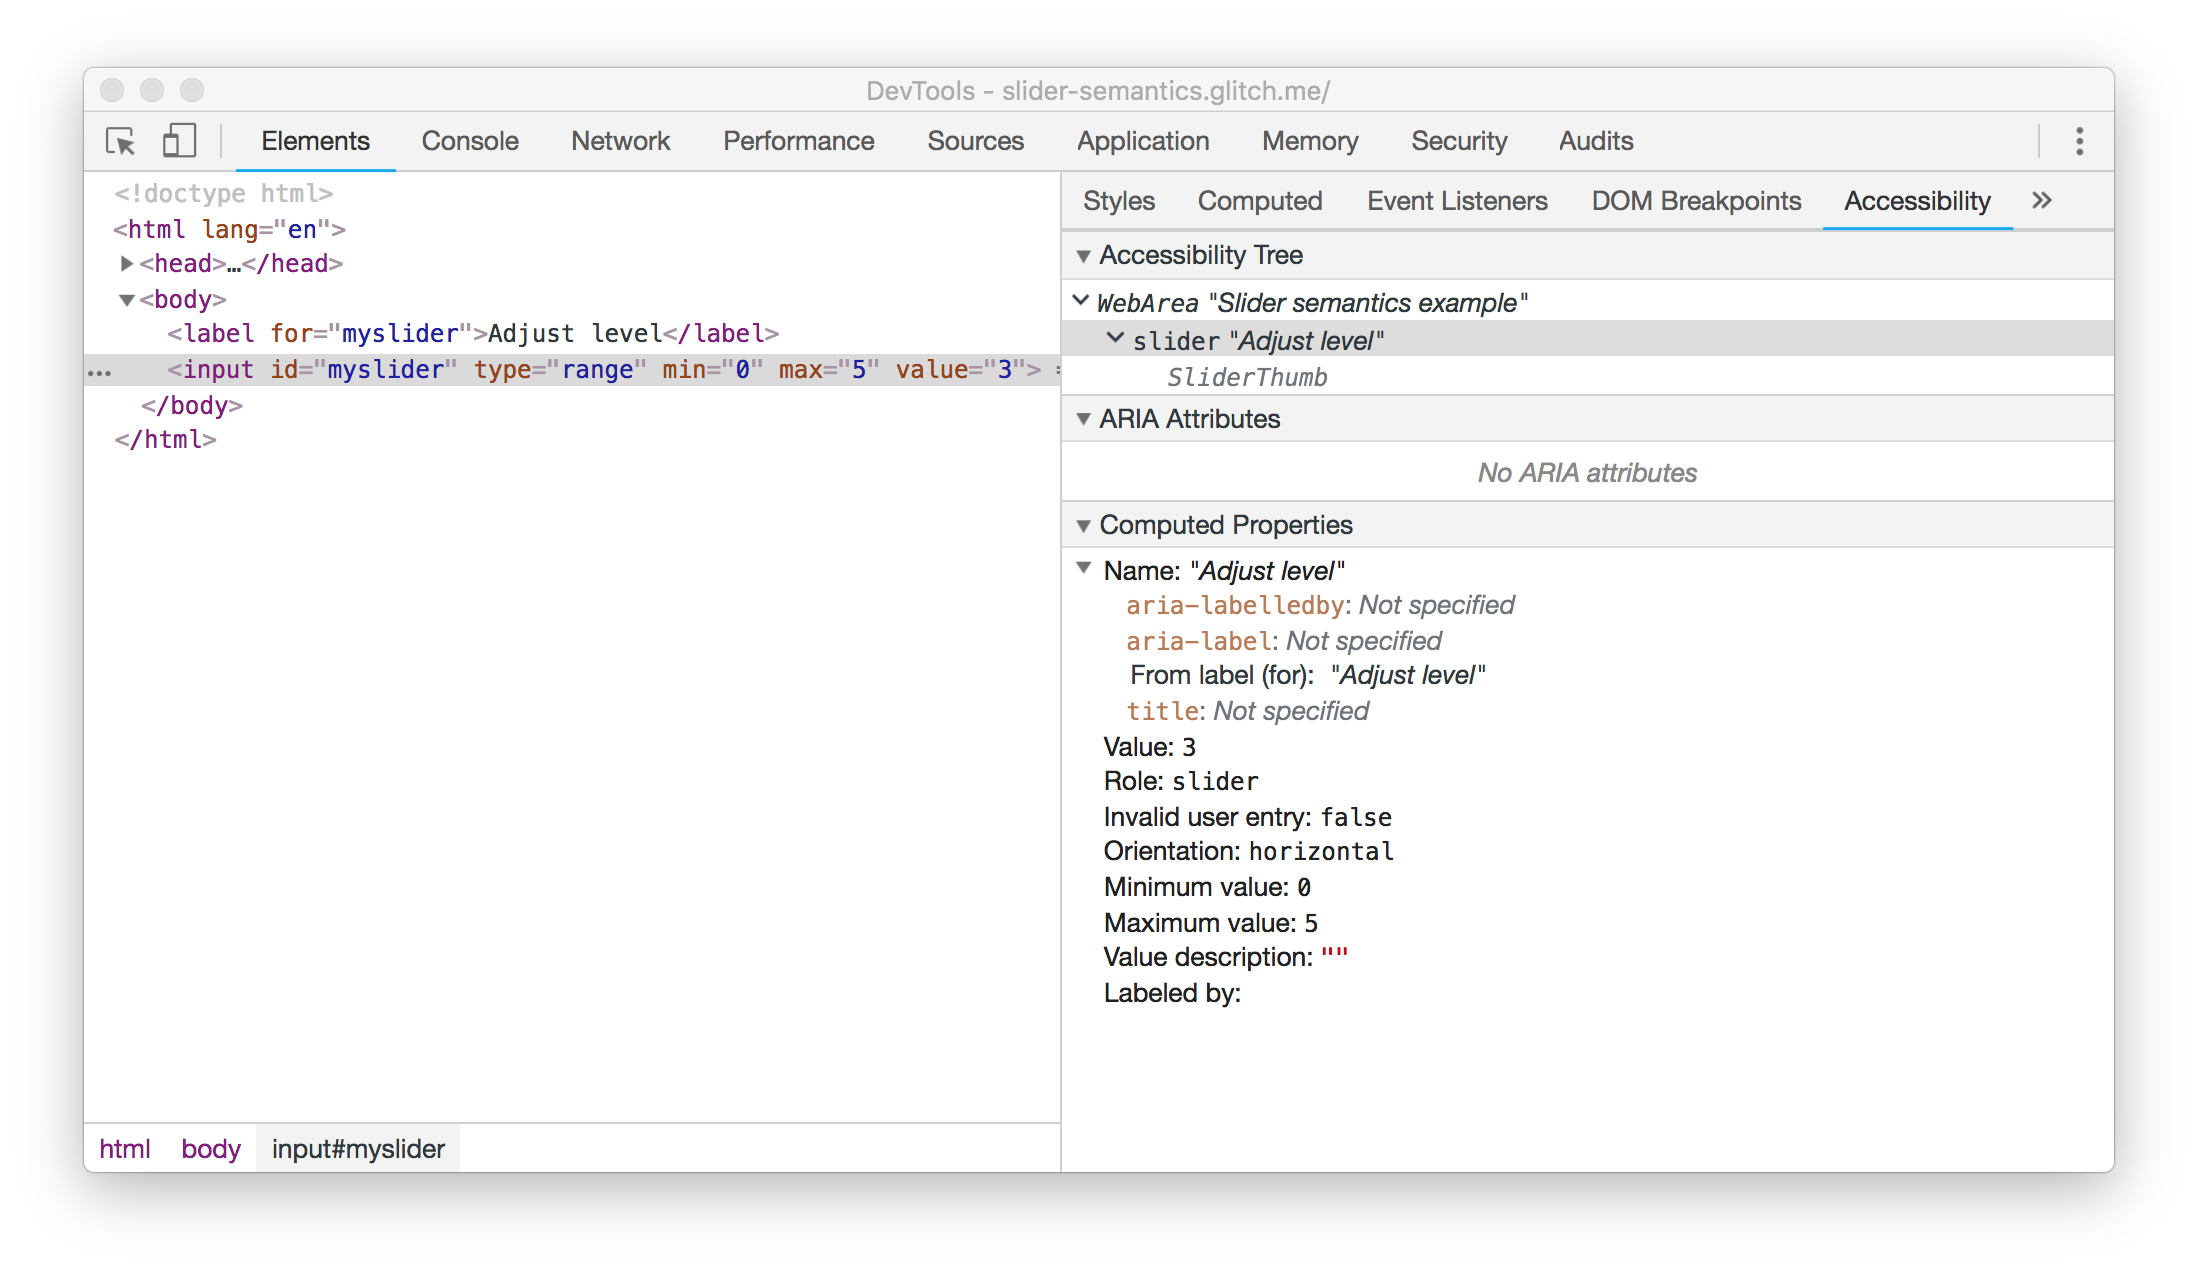 DevTools - slider-semantics.glitch.me/
Elements Console Network Performance Sources Application Memory Security Audits
<!doctype html>
<html lang="en">
<head>…</head>
<body>
<label for="myslider">Adjust level</label>
<input id="myslider" type="range" min="0" max="5" value="3">
</body>
</html>
html body input#myslider
Styles Computed Event Listeners DOM Breakpoints Accessibility »
Accessibility Tree
WebArea "Slider semantics example"
slider "Adjust level"
SliderThumb
ARIA Attributes
No ARIA attributes
Computed Properties
Name: "Adjust level"
aria-labelledby: Not specified
aria-label: Not specified
From label (for): "Adjust level"
title: Not specified
Value: 3
Role: slider
Invalid user entry: false
Orientation: horizontal
Minimum value: 0
Maximum value: 5
Value description: ""
Labeled by: